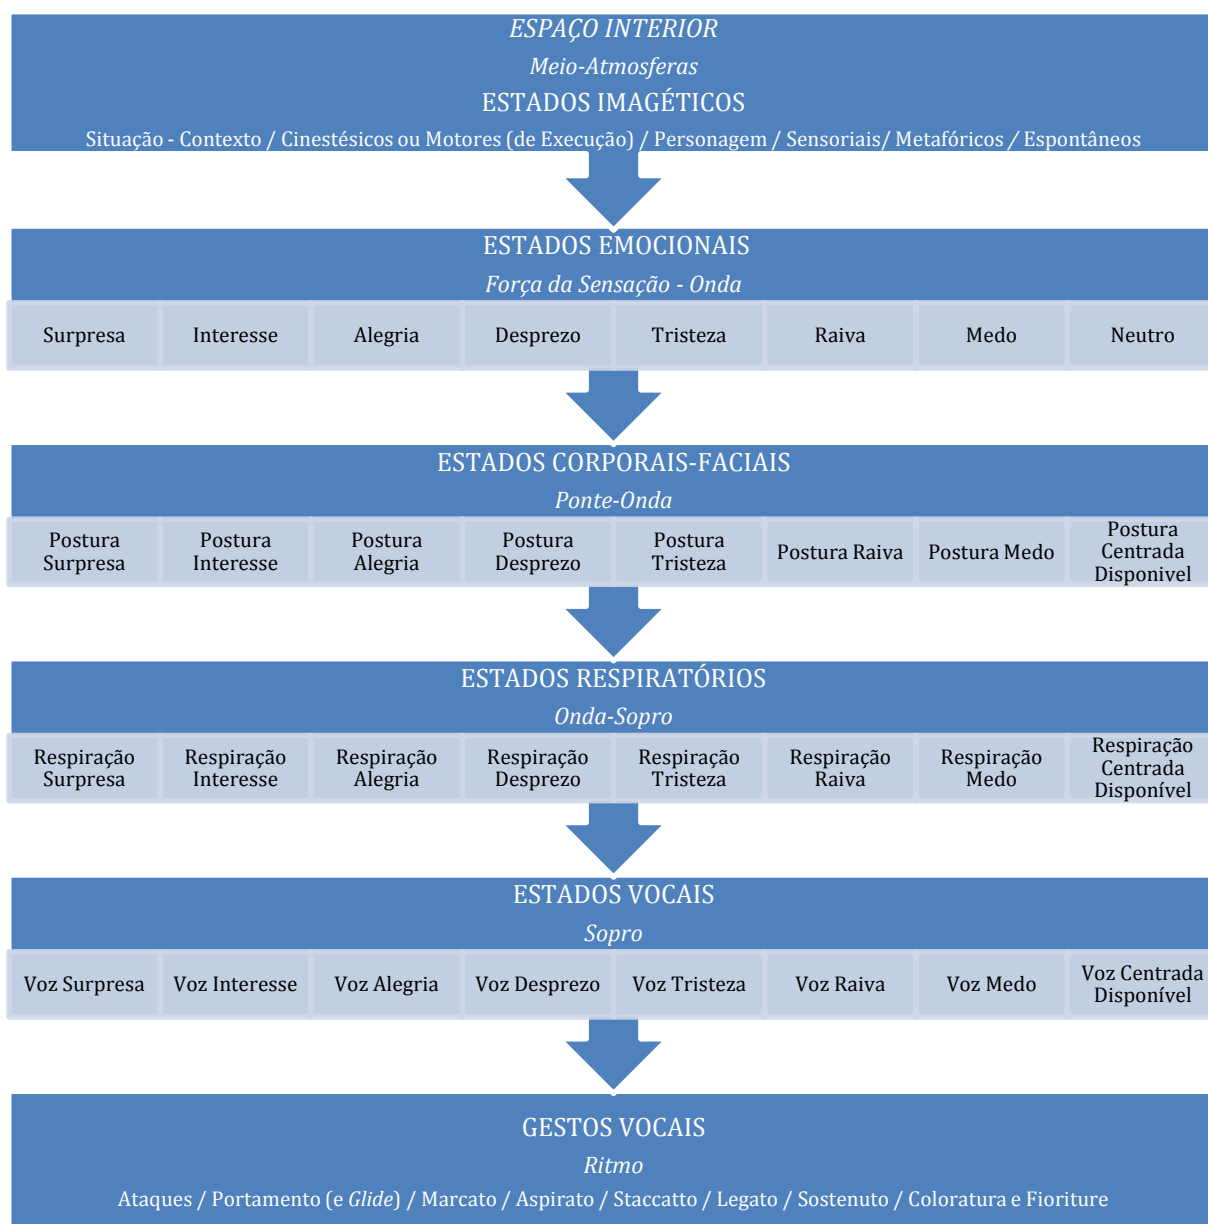 ESPAÇO INTERIOR
Meio-Atmosferas
ESTADOS IMAGÉTICOS
Situação - Contexto / Cinestésicos ou Motores (de Execução) / Personagem / Sensoriais/ Metafóricos / Espontâneos
ESTADOS EMOCIONAIS
Força da Sensação - Onda
Surpresa
Interesse
Alegria
Desprezo
Tristeza
Raiva
Medo
Neutro
ESTADOS CORPORAIS-FACIAIS
Ponte-Onda
Postura
Surpresa
Postura
Interesse
Postura
Alegria
Postura
Desprezo
Postura
Tristeza
Postura Raiva
Postura Medo
Postura
Centrada
Disponivel
ESTADOS RESPIRATÓRIOS
Onda-Sopro
Respiração
Surpresa
Respiração
Interesse
Respiração
Alegria
Respiração
Desprezo
Respiração
Tristeza
Respiração
Raiva
Respiração
Medo
Respiração
Centrada
Disponível
ESTADOS VOCAIS
Sopro
Voz Surpresa
Voz Interesse
Voz Alegria
Voz Desprezo
Voz Tristeza
Voz Raiva
Voz Medo
Voz Centrada
Disponível
GESTOS VOCAIS
Ritmo
Ataques / Portamento (e Glide) / Marcato / Aspirato / Staccatto / Legato / Sostenuto / Coloratura e Fioriture